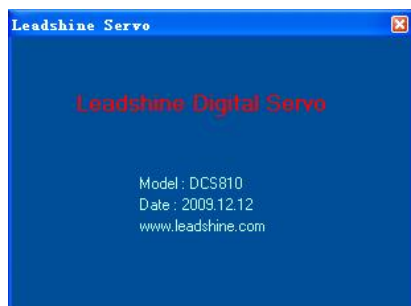 Leadshine Servo
Leadshine Digital Servo
Model : DCS810
Date : 2009.12.12
www.leadshine.com